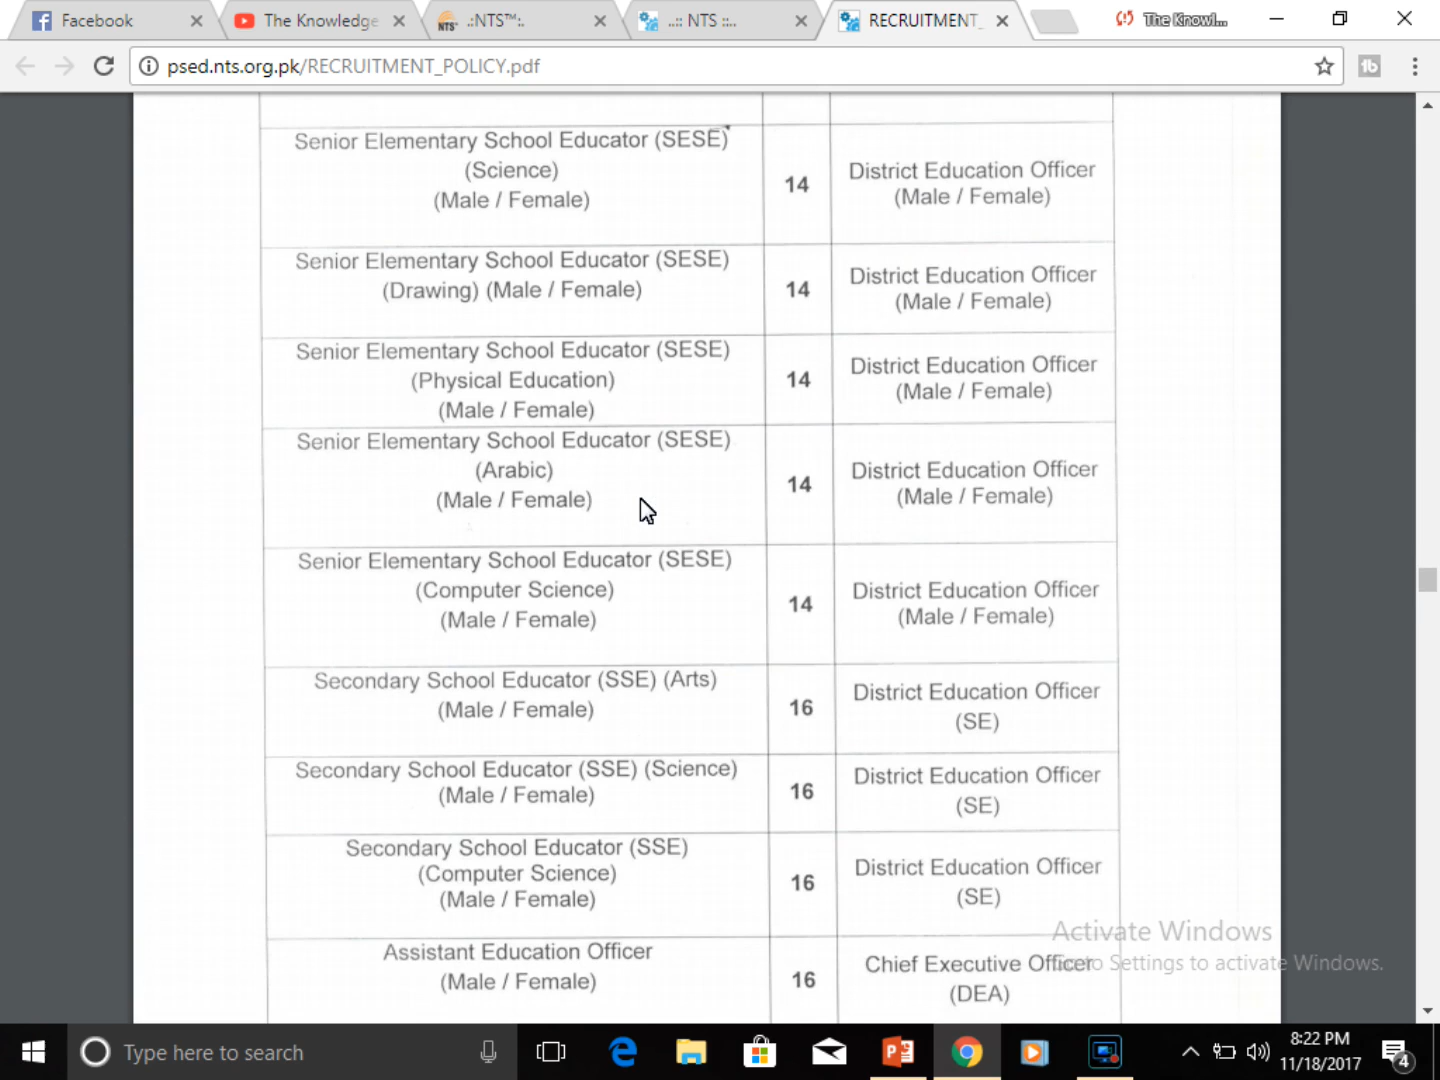 Facebook
The Knowledge
.:NTS™:.
..:: NTS ::..
RECRUITMENT_
The Knowl...
psed.nts.org.pk/RECRUITMENT_POLICY.pdf
Senior Elementary School Educator (SESE)
(Science)
(Male / Female)
14
District Education Officer
(Male / Female)
Senior Elementary School Educator (SESE)
(Drawing) (Male / Female)
14
District Education Officer
(Male / Female)
Senior Elementary School Educator (SESE)
(Physical Education)
(Male / Female)
14
District Education Officer
(Male / Female)
Senior Elementary School Educator (SESE)
(Arabic)
(Male / Female)
14
District Education Officer
(Male / Female)
Senior Elementary School Educator (SESE)
(Computer Science)
(Male / Female)
14
District Education Officer
(Male / Female)
Secondary School Educator (SSE) (Arts)
(Male / Female)
16
District Education Officer
(SE)
Secondary School Educator (SSE) (Science)
(Male / Female)
16
District Education Officer
(SE)
Secondary School Educator (SSE)
(Computer Science)
(Male / Female)
16
District Education Officer
(SE)
Assistant Education Officer
(Male / Female)
16
Chief Executive Officer
(DEA)
Activate Windows
Go to Settings to activate Windows.
Type here to search
8:22 PM
11/18/2017
4